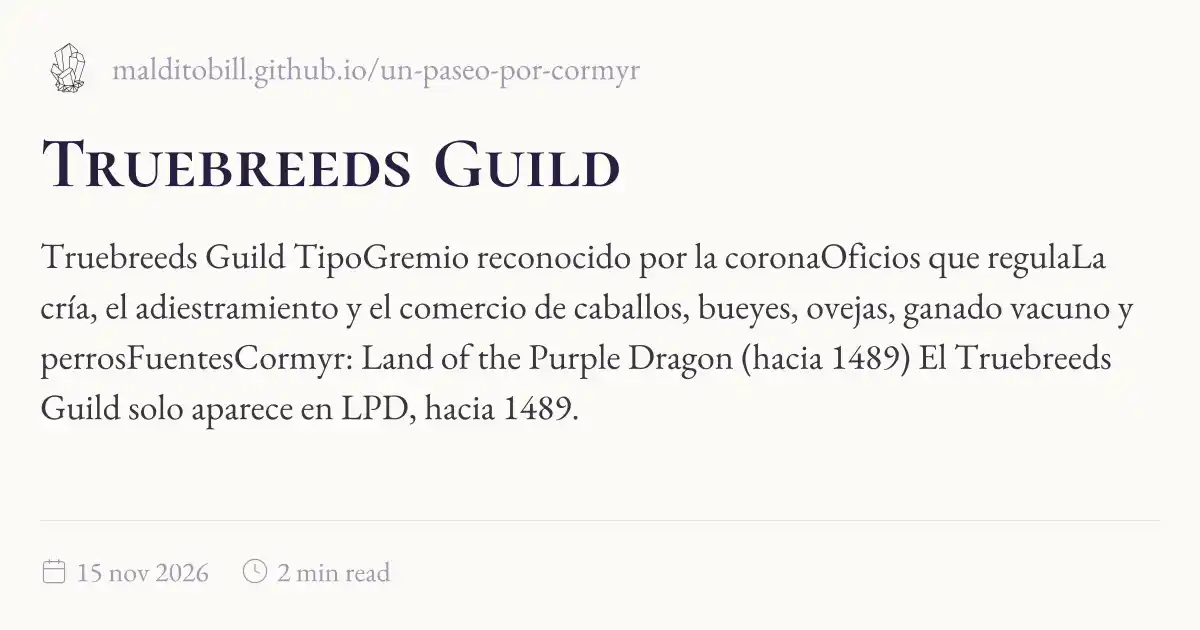 malditobill.github.io/un-paseo-por-cormyr
Truebreeds Guild
Truebreeds Guild TipoGremio reconocido por la coronaOficios que regulaLa
cría, el adiestramiento y el comercio de caballos, bueyes, ovejas, ganado vacuno y
perrosFuentesCormyr: Land of the Purple Dragon (hacia 1489) El Truebreeds
Guild solo aparece en LPD, hacia 1489.
15 nov 2026 2 min read